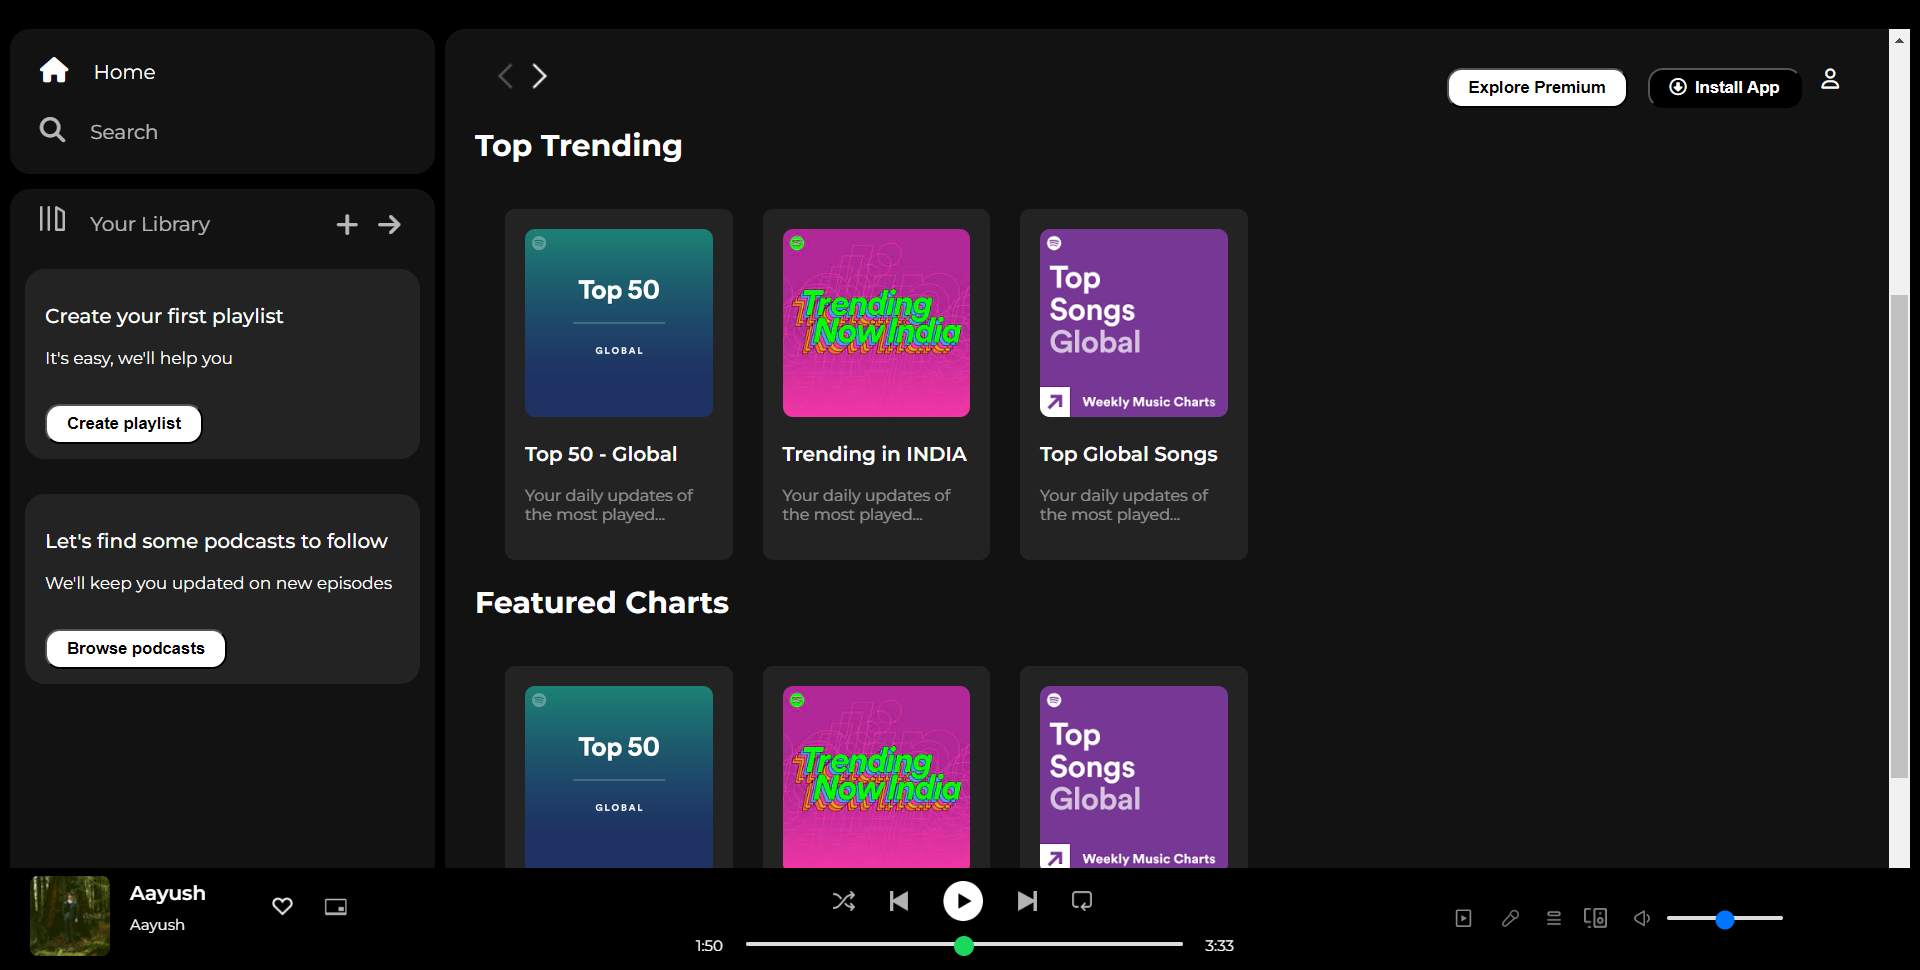 Home
Search
Your Library
Create your first playlist
It's easy, we'll help you
Create playlist
Let's find some podcasts to follow
We'll keep you updated on new episodes
Browse podcasts
Explore Premium
Install App
Top Trending
Top 50
GLOBAL
Top 50 - Global
Your daily updates of
the most played...
Trending
Now India
Trending in INDIA
Your daily updates of
the most played...
Top
Songs
Global
Weekly Music Charts
Top Global Songs
Your daily updates of
the most played...
Featured Charts
Top 50
GLOBAL
Trending
Now India
Top
Songs
Global
Weekly Music Charts
Aayush
Aayush
1:50
3:33